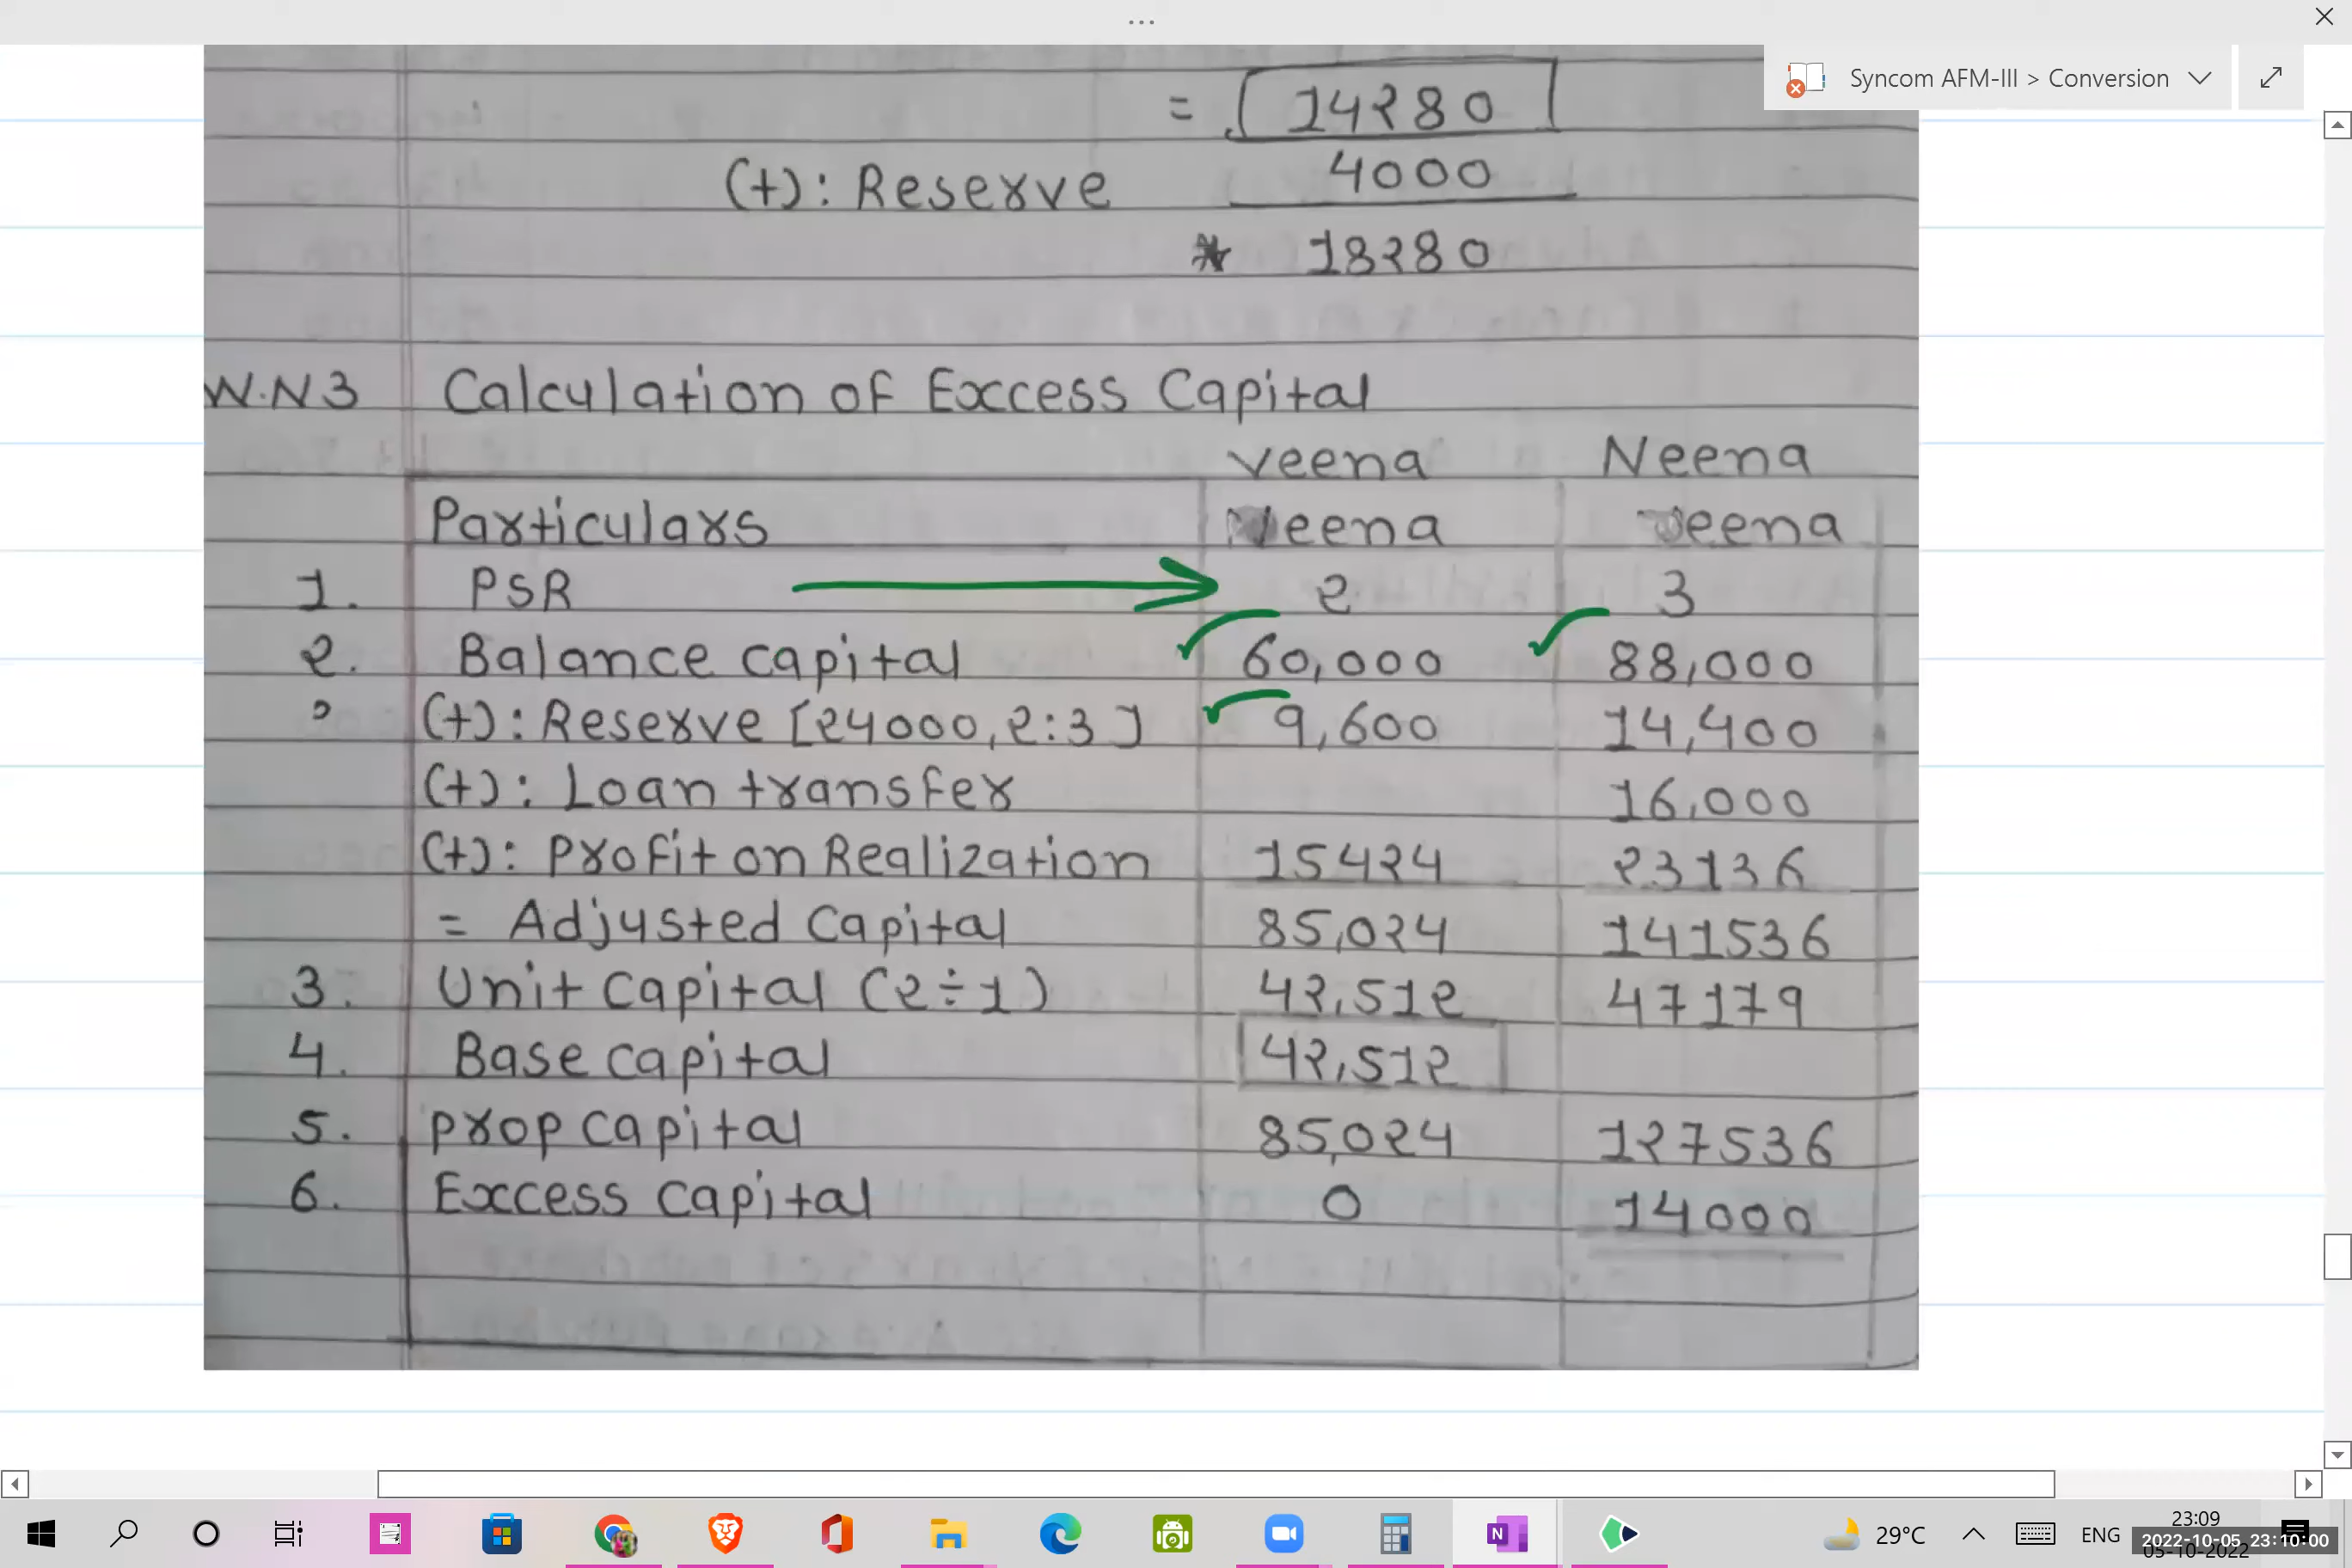 ...
Syncom AFM-III > Conversion
= 14280
(+): Reserve 4000
* 18280
W.N3 Calculation of Excess Capital
Veena Neena
Particulars Neena Veena
1. PSR 2 3
2. Balance capital 60,000 88,000
(+): Reserve [24000, 2:3] 9,600 14,400
(+): Loan transfer 16,000
(+): Profit on Realization 15424 23136
= Adjusted Capital 85,024 141536
3. Unit capital (2÷1) 42,512 47179
4. Base capital 42,512
5. prop capital 85,024 127536
6. Excess capital 0 14000
29°C ENG 23:09
2022-10-05 23:10:00
05-10-2022